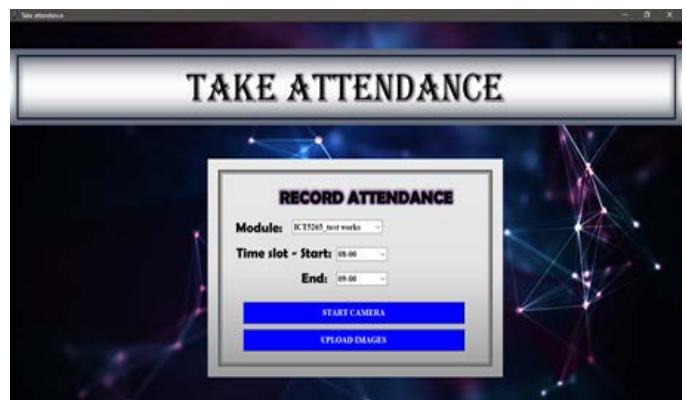 Take attendance
TAKE ATTENDANCE
RECORD ATTENDANCE
Module: ICT5265_test works
Time slot - Start: 08:00
End: 09:00
START CAMERA
UPLOAD IMAGES